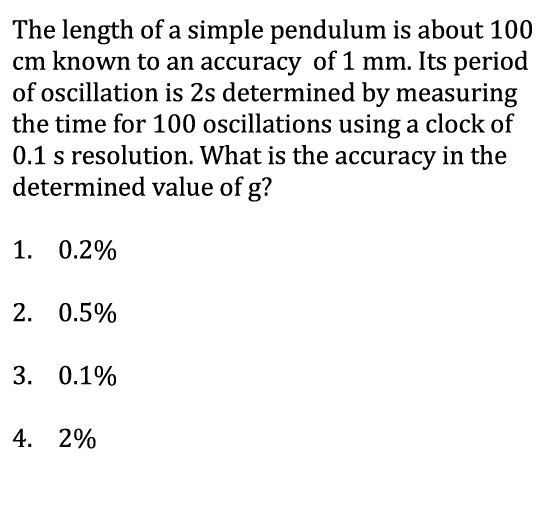 The length of a simple pendulum is about 100
cm known to an accuracy of 1 mm. Its period
of oscillation is 2s determined by measuring
the time for 100 oscillations using a clock of
0.1 s resolution. What is the accuracy in the
determined value of g?
1. 0.2%
2. 0.5%
3. 0.1%
4. 2%